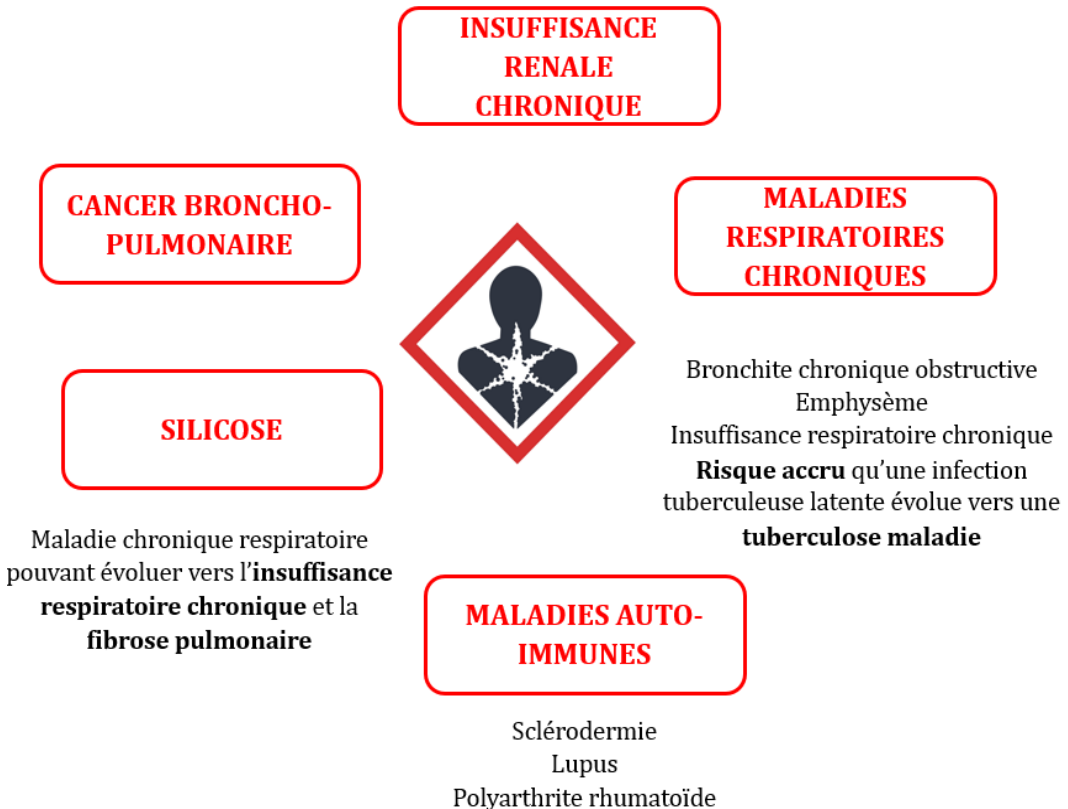 INSUFFISANCE
RENALE
CHRONIQUE
CANCER BRONCHO-
PULMONAIRE
MALADIES
RESPIRATOIRES
CHRONIQUES
Bronchite chronique obstructive
Emphysème
Insuffisance respiratoire chronique
Risque accru qu'une infection
tuberculeuse latente évolue vers une
tuberculose maladie
SILICOSE
Maladie chronique respiratoire
pouvant évoluer vers l'insuffisance
respiratoire chronique et la
fibrose pulmonaire
MALADIES AUTO-
IMMUNES
Sclérodermie
Lupus
Polyarthrite rhumatoïde